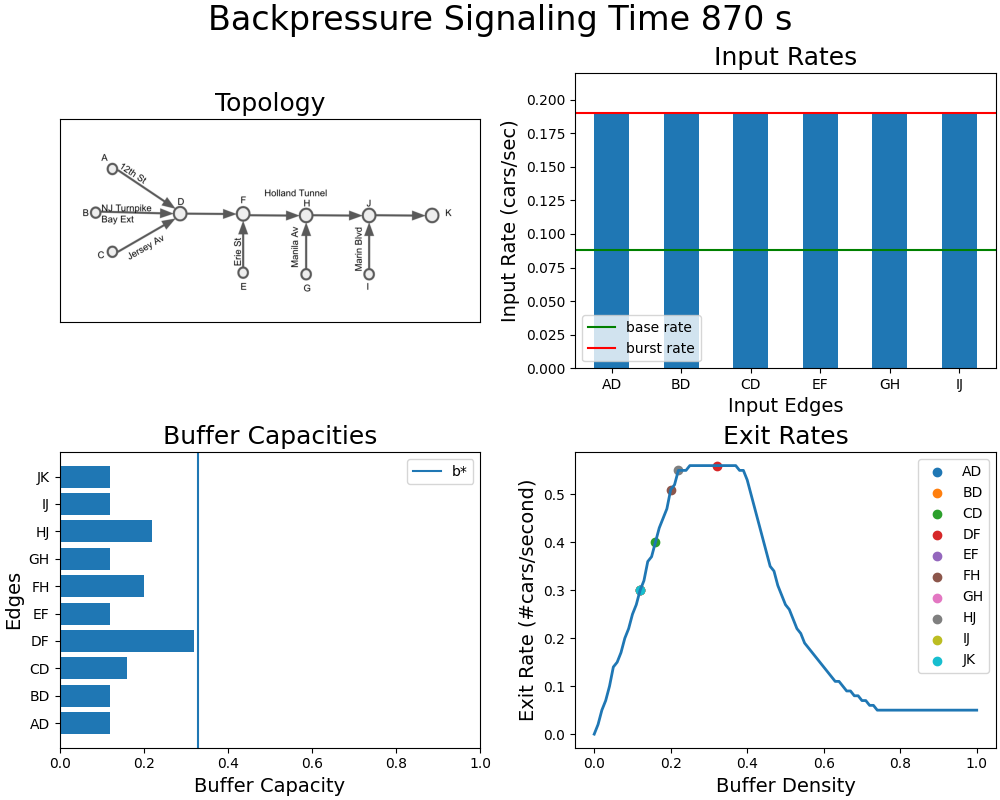 Backpressure Signaling Time 870 s
Topology
A
12th St
B
NJ Turnpike
Bay Ext
C
Jersey Av
D
F
Holland Tunnel
H
J
K
Erie St
Manila Av
Marin Blvd
E
G
I
Input Rates
Input Rate (cars/sec)
0.200
0.175
0.150
0.125
0.100
0.075
0.050
0.025
0.000
base rate
burst rate
AD BD CD EF GH IJ
Input Edges
Buffer Capacities
Edges
JK
IJ
HJ
GH
FH
EF
DF
CD
BD
AD
b*
0.0 0.2 0.4 0.6 0.8 1.0
Buffer Capacity
Exit Rates
Exit Rate (#cars/second)
0.5
0.4
0.3
0.2
0.1
0.0
AD
BD
CD
DF
EF
FH
GH
HJ
IJ
JK
0.0 0.2 0.4 0.6 0.8 1.0
Buffer Density